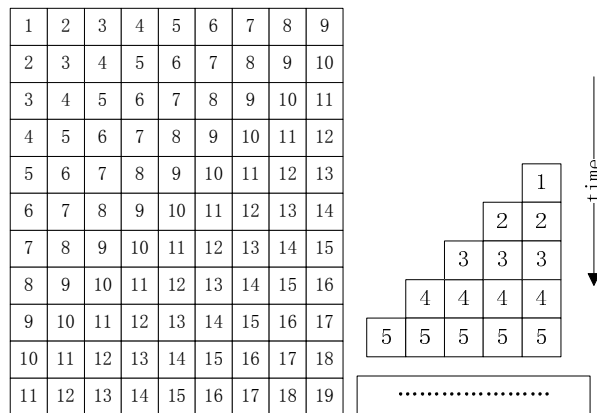 1 2 3 4 5 6 7 8 9
2 3 4 5 6 7 8 9 10
3 4 5 6 7 8 9 10 11
4 5 6 7 8 9 10 11 12
5 6 7 8 9 10 11 12 13
6 7 8 9 10 11 12 13 14
7 8 9 10 11 12 13 14 15
8 9 10 11 12 13 14 15 16
9 10 11 12 13 14 15 16 17
10 11 12 13 14 15 16 17 18
11 12 13 14 15 16 17 18 19
1
2 2
3 3 3
4 4 4 4
5 5 5 5 5
.....................
time